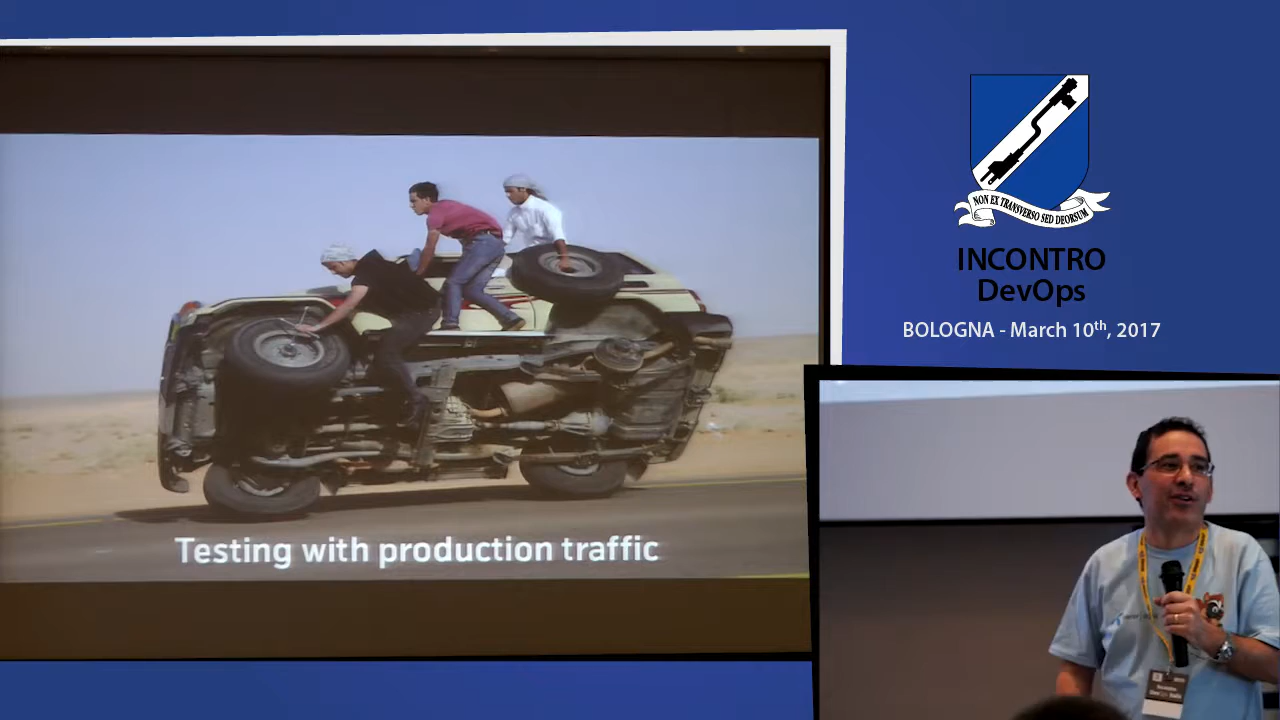 Testing with production traffic
NON EX TRANSVERSO SED DEORSUM
INCONTRO
DevOps
BOLOGNA - March 10th, 2017